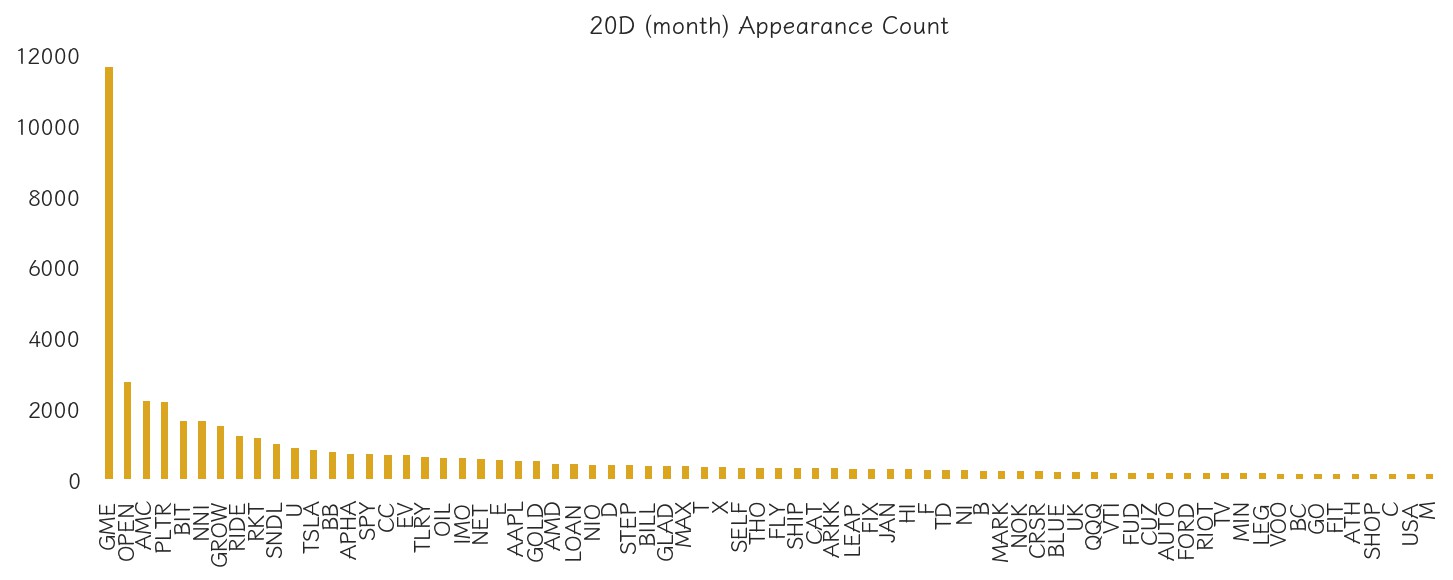 20D (month) Appearance Count
12000
10000
8000
6000
4000
2000
0
GME
OPEN
AMC
PLTR
BIT
NNI
GROW
RIDE
RKT
SNDL
U
TSLA
BB
APHA
SPY
CC
EV
TLRY
OIL
IMO
NET
E
AAPL
GOLD
AMD
LOAN
NIO
D
STEP
BILL
GLAD
MAX
T
X
SELF
THO
FLY
SHIP
CAT
ARKK
LEAP
FIX
JAN
HI
F
TD
NI
B
MARK
NOK
CRSR
BLUE
UK
QQQ
VTI
FUD
CUZ
AUTO
FORD
RIOT
TV
MIN
LEG
VOO
BC
GO
FIT
ATH
SHOP
C
USA
M